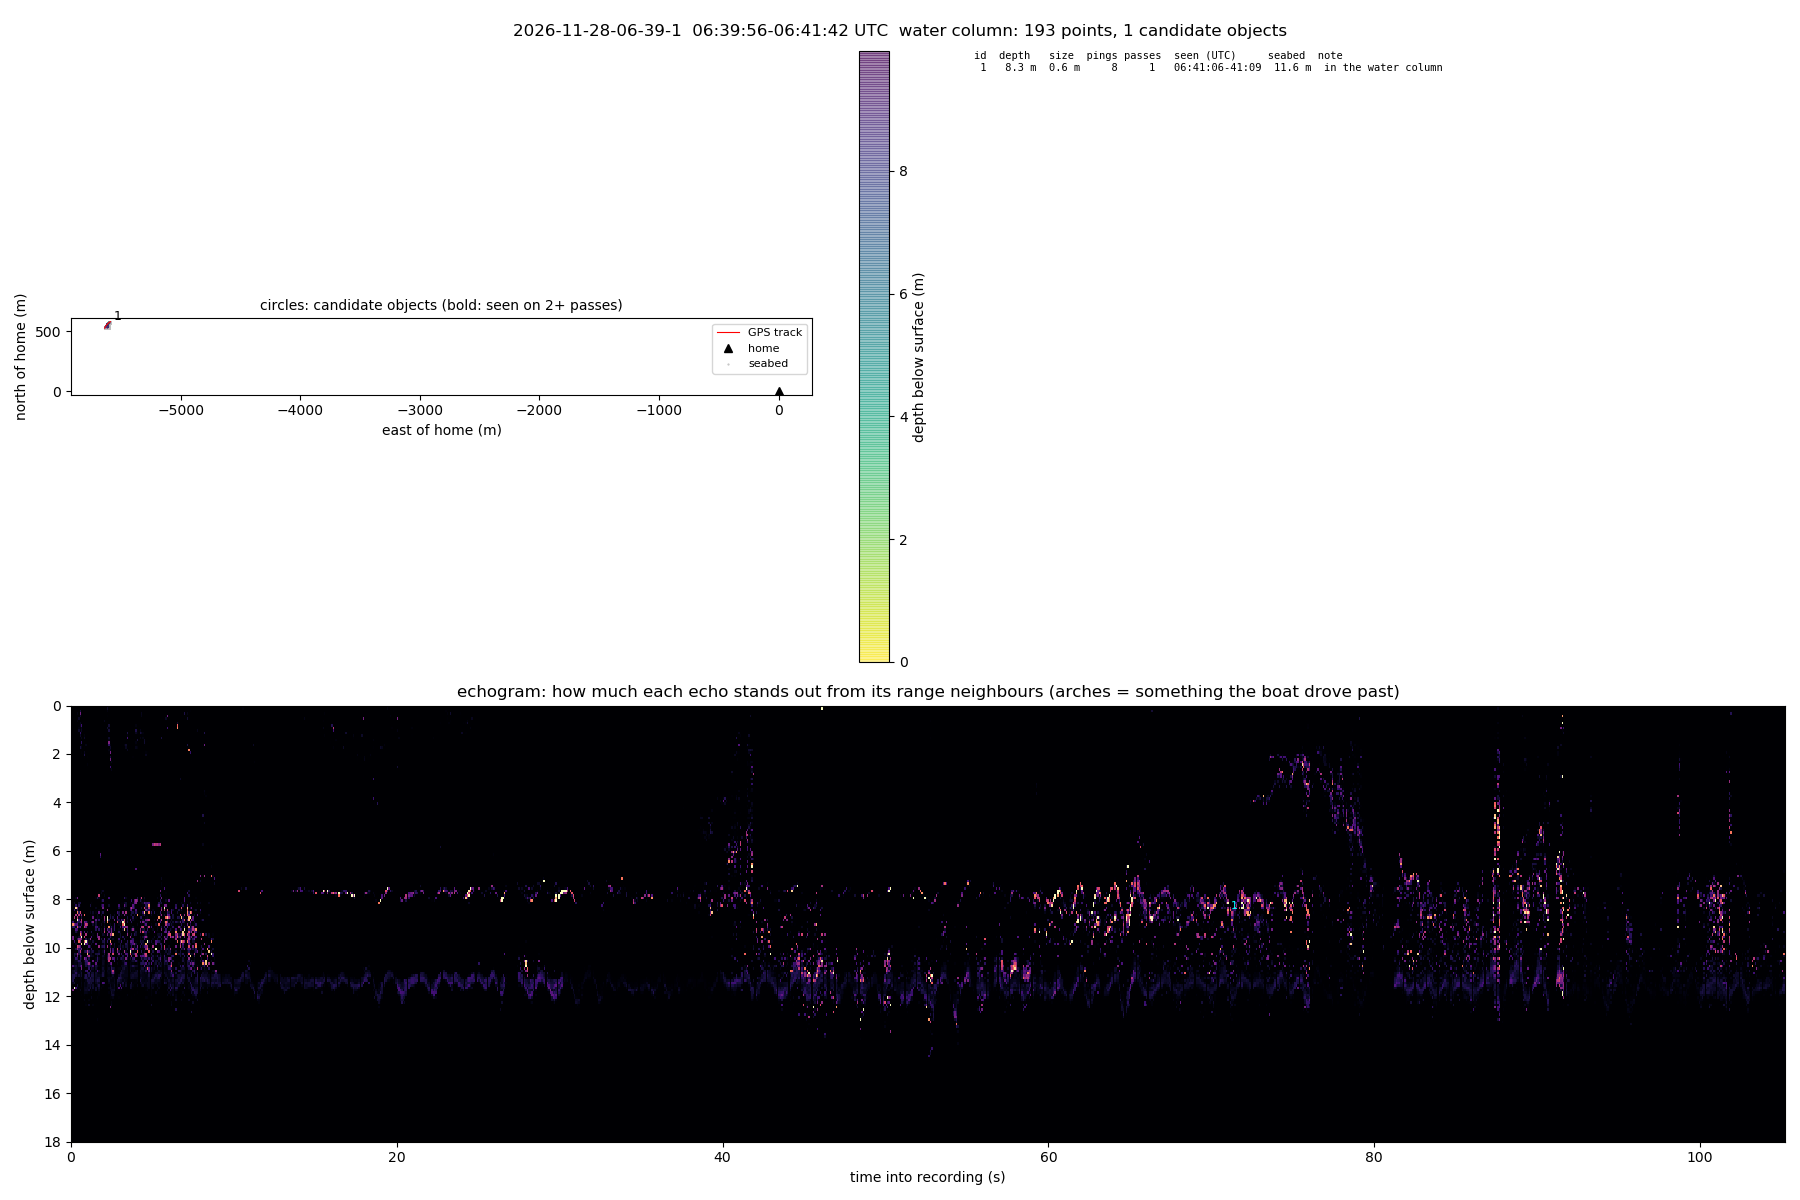 2026-11-28-06-39-1  06:39:56-06:41:42 UTC  water column: 193 points, 1 candidate objects
id  depth   size  pings passes  seen (UTC)     seabed  note
1   8.3 m  0.6 m     8     1   06:41:06-41:09  11.6 m  in the water column
circles: candidate objects (bold: seen on 2+ passes)
north of home (m)
500
0
1
GPS track
home
seabed
−5000
−4000
−3000
−2000
−1000
0
east of home (m)
8
6
4
2
0
depth below surface (m)
echogram: how much each echo stands out from its range neighbours (arches = something the boat drove past)
depth below surface (m)
0
2
4
6
8
10
12
14
16
18
1
0
20
40
60
80
100
time into recording (s)